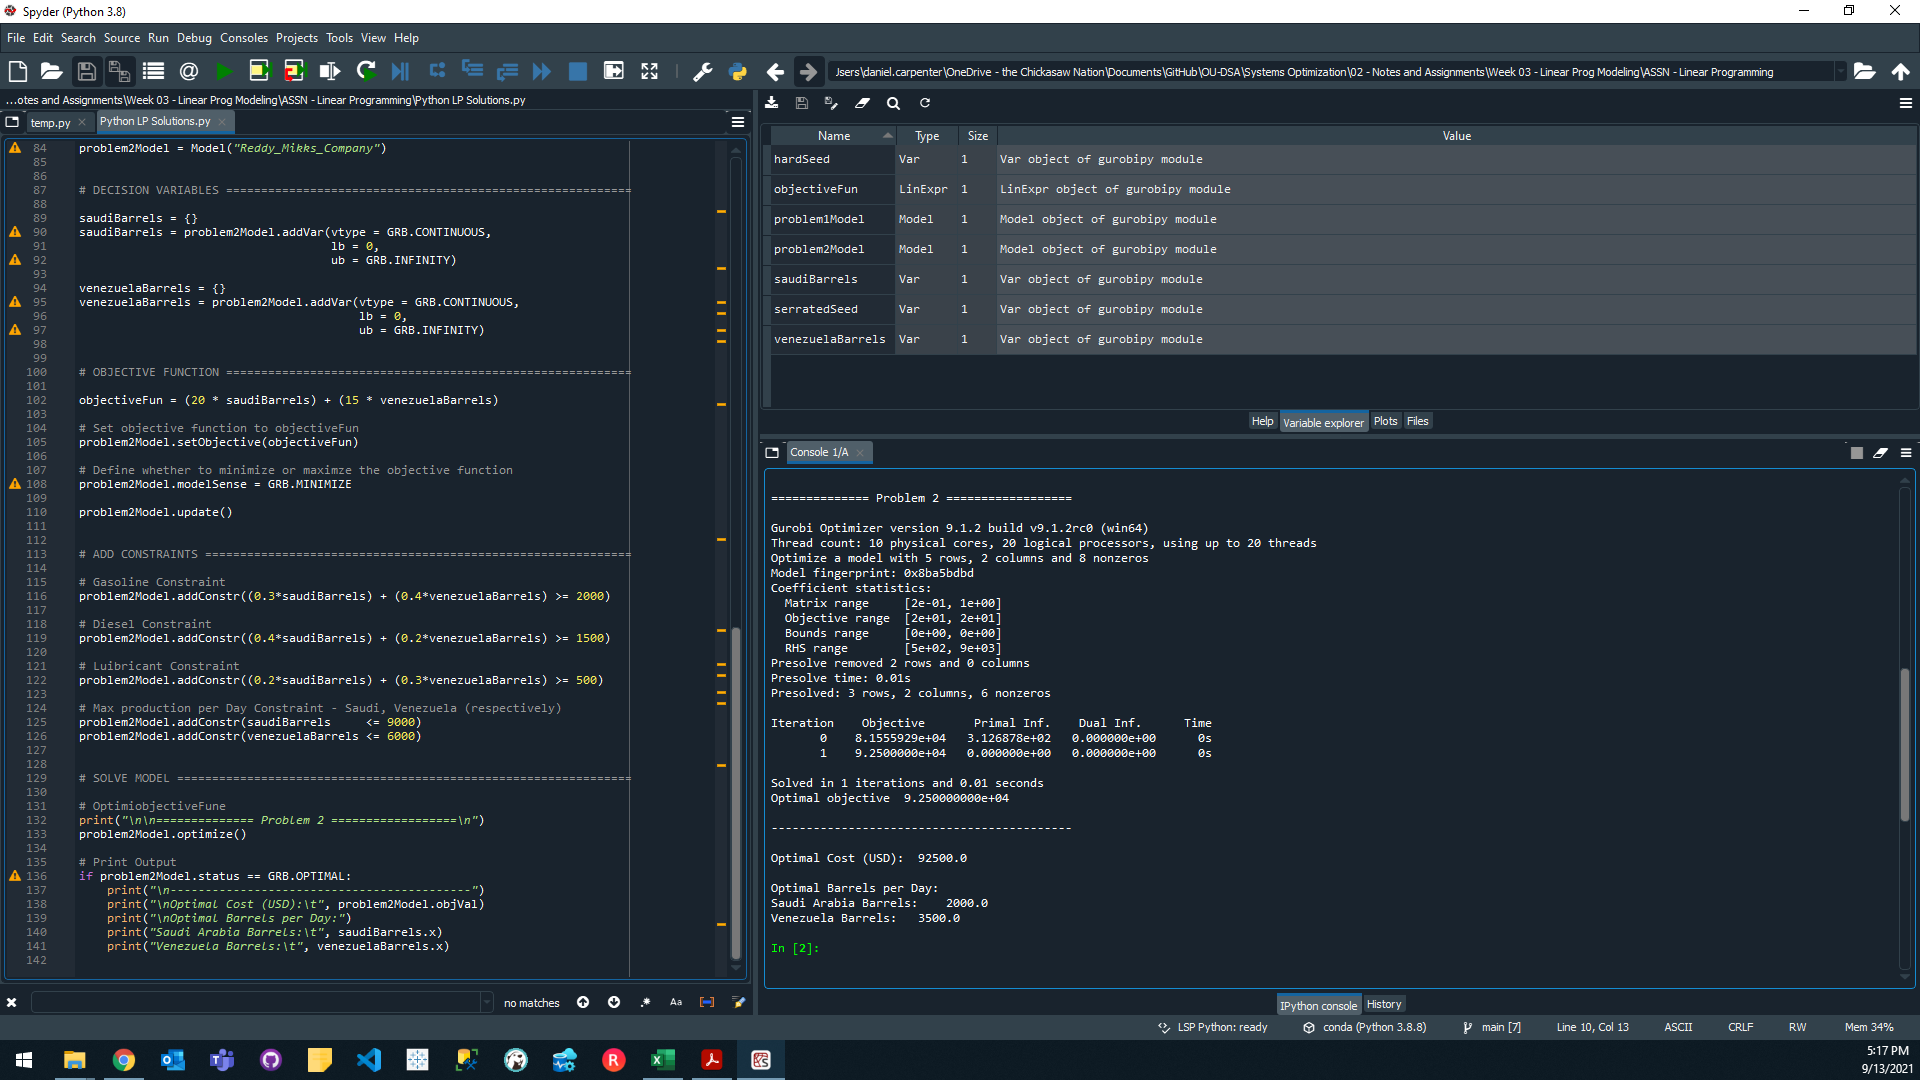 Spyder (Python 3.8)
File Edit Search Source Run Debug Consoles Projects Tools View Help
Jsers\daniel.carpenter\OneDrive - the Chickasaw Nation\Documents\GitHub\OU-DSA\Systems Optimization\02 - Notes and Assignments\Week 03 - Linear Prog Modeling\ASSN - Linear Programming
...otes and Assignments\Week 03 - Linear Prog Modeling\ASSN - Linear Programming\Python LP Solutions.py
temp.py Python LP Solutions.py
84 problem2Model = Model("Reddy_Mikks_Company")
85
86
87 # DECISION VARIABLES ==========================================================
88
89 saudiBarrels = {}
90 saudiBarrels = problem2Model.addVar(vtype = GRB.CONTINUOUS,
91 lb = 0,
92 ub = GRB.INFINITY)
93
94 venezuelaBarrels = {}
95 venezuelaBarrels = problem2Model.addVar(vtype = GRB.CONTINUOUS,
96 lb = 0,
97 ub = GRB.INFINITY)
98
99
100 # OBJECTIVE FUNCTION ==========================================================
101
102 objectiveFun = (20 * saudiBarrels) + (15 * venezuelaBarrels)
103
104 # Set objective function to objectiveFun
105 problem2Model.setObjective(objectiveFun)
106
107 # Define whether to minimize or maximze the objective function
108 problem2Model.modelSense = GRB.MINIMIZE
109
110 problem2Model.update()
111
112
113 # ADD CONSTRAINTS =============================================================
114
115 # Gasoline Constraint
116 problem2Model.addConstr((0.3*saudiBarrels) + (0.4*venezuelaBarrels) >= 2000)
117
118 # Diesel Constraint
119 problem2Model.addConstr((0.4*saudiBarrels) + (0.2*venezuelaBarrels) >= 1500)
120
121 # Luibricant Constraint
122 problem2Model.addConstr((0.2*saudiBarrels) + (0.3*venezuelaBarrels) >= 500)
123
124 # Max production per Day Constraint - Saudi, Venezuela (respectively)
125 problem2Model.addConstr(saudiBarrels     <= 9000)
126 problem2Model.addConstr(venezuelaBarrels <= 6000)
127
128
129 # SOLVE MODEL =================================================================
130
131 # OptimiobjectiveFune
132 print("\n\n============== Problem 2 ==================\n")
133 problem2Model.optimize()
134
135 # Print Output
136 if problem2Model.status == GRB.OPTIMAL:
137 print("\n-------------------------------------------")
138 print("\nOptimal Cost (USD):\t", problem2Model.objVal)
139 print("\nOptimal Barrels per Day:")
140 print("Saudi Arabia Barrels:\t", saudiBarrels.x)
141 print("Venezuela Barrels:\t", venezuelaBarrels.x)
142
no matches Aa
Name Type Size Value
hardSeed Var 1 Var object of gurobipy module
objectiveFun LinExpr 1 LinExpr object of gurobipy module
problem1Model Model 1 Model object of gurobipy module
problem2Model Model 1 Model object of gurobipy module
saudiBarrels Var 1 Var object of gurobipy module
serratedSeed Var 1 Var object of gurobipy module
venezuelaBarrels Var 1 Var object of gurobipy module
Help Variable explorer Plots Files
Console 1/A
============== Problem 2 ==================
Gurobi Optimizer version 9.1.2 build v9.1.2rc0 (win64)
Thread count: 10 physical cores, 20 logical processors, using up to 20 threads
Optimize a model with 5 rows, 2 columns and 8 nonzeros
Model fingerprint: 0x8ba5bdbd
Coefficient statistics:
Matrix range [2e-01, 1e+00]
Objective range [2e+01, 2e+01]
Bounds range [0e+00, 0e+00]
RHS range [5e+02, 9e+03]
Presolve removed 2 rows and 0 columns
Presolve time: 0.01s
Presolved: 3 rows, 2 columns, 6 nonzeros
Iteration Objective Primal Inf. Dual Inf. Time
0 8.1555929e+04 3.126878e+02 0.000000e+00 0s
1 9.2500000e+04 0.000000e+00 0.000000e+00 0s
Solved in 1 iterations and 0.01 seconds
Optimal objective 9.250000000e+04
-------------------------------------------
Optimal Cost (USD): 92500.0
Optimal Barrels per Day:
Saudi Arabia Barrels: 2000.0
Venezuela Barrels: 3500.0
In [2]:
IPython console History
LSP Python: ready conda (Python 3.8.8) main [7] Line 10, Col 13 ASCII CRLF RW Mem 34%
5:17 PM
9/13/2021